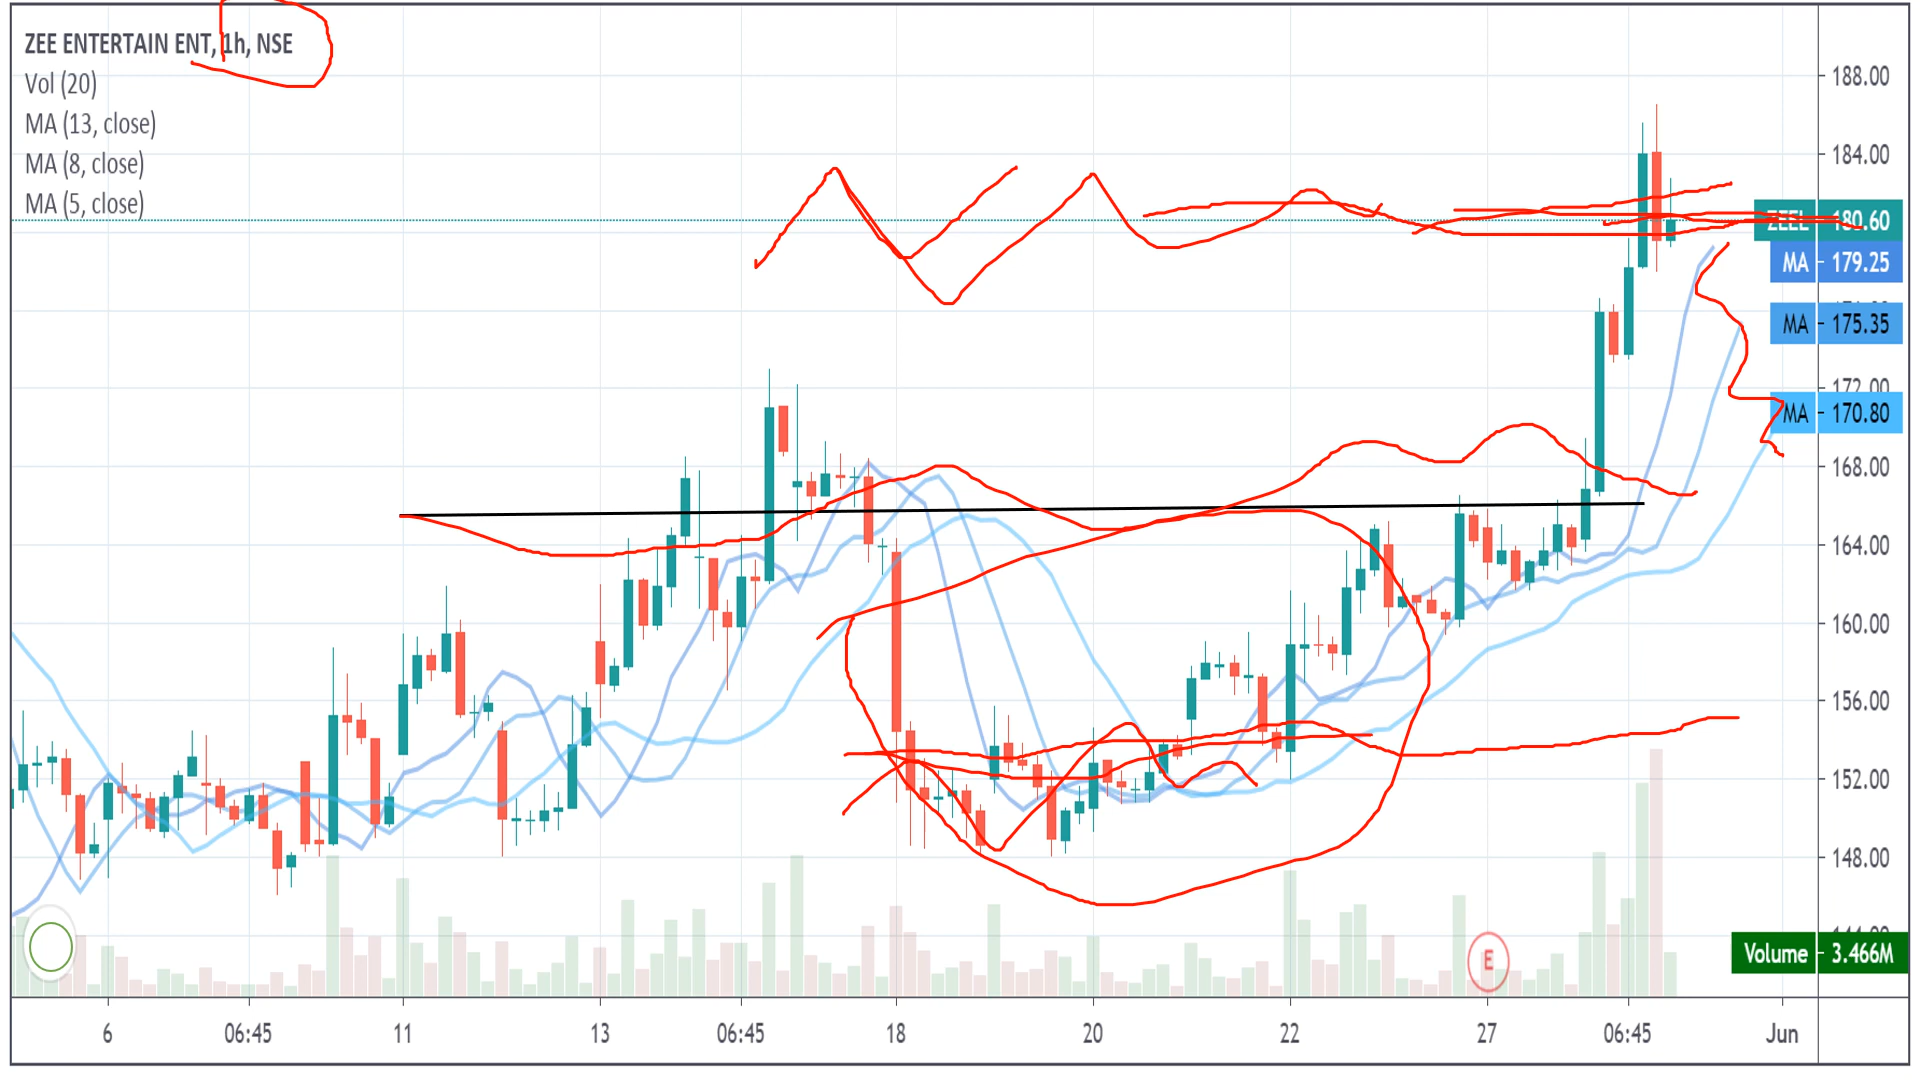 ZEE ENTERTAIN ENT, 1h, NSE
Vol (20)
MA (13, close)
MA (8, close)
MA (5, close)
188.00
184.00
ZEEL 180.60
MA 179.25
MA 175.35
172.00
MA 170.80
168.00
164.00
160.00
156.00
152.00
148.00
E
Volume 3.466M
6 06:45 11 13 06:45 18 20 22 27 06:45 Jun